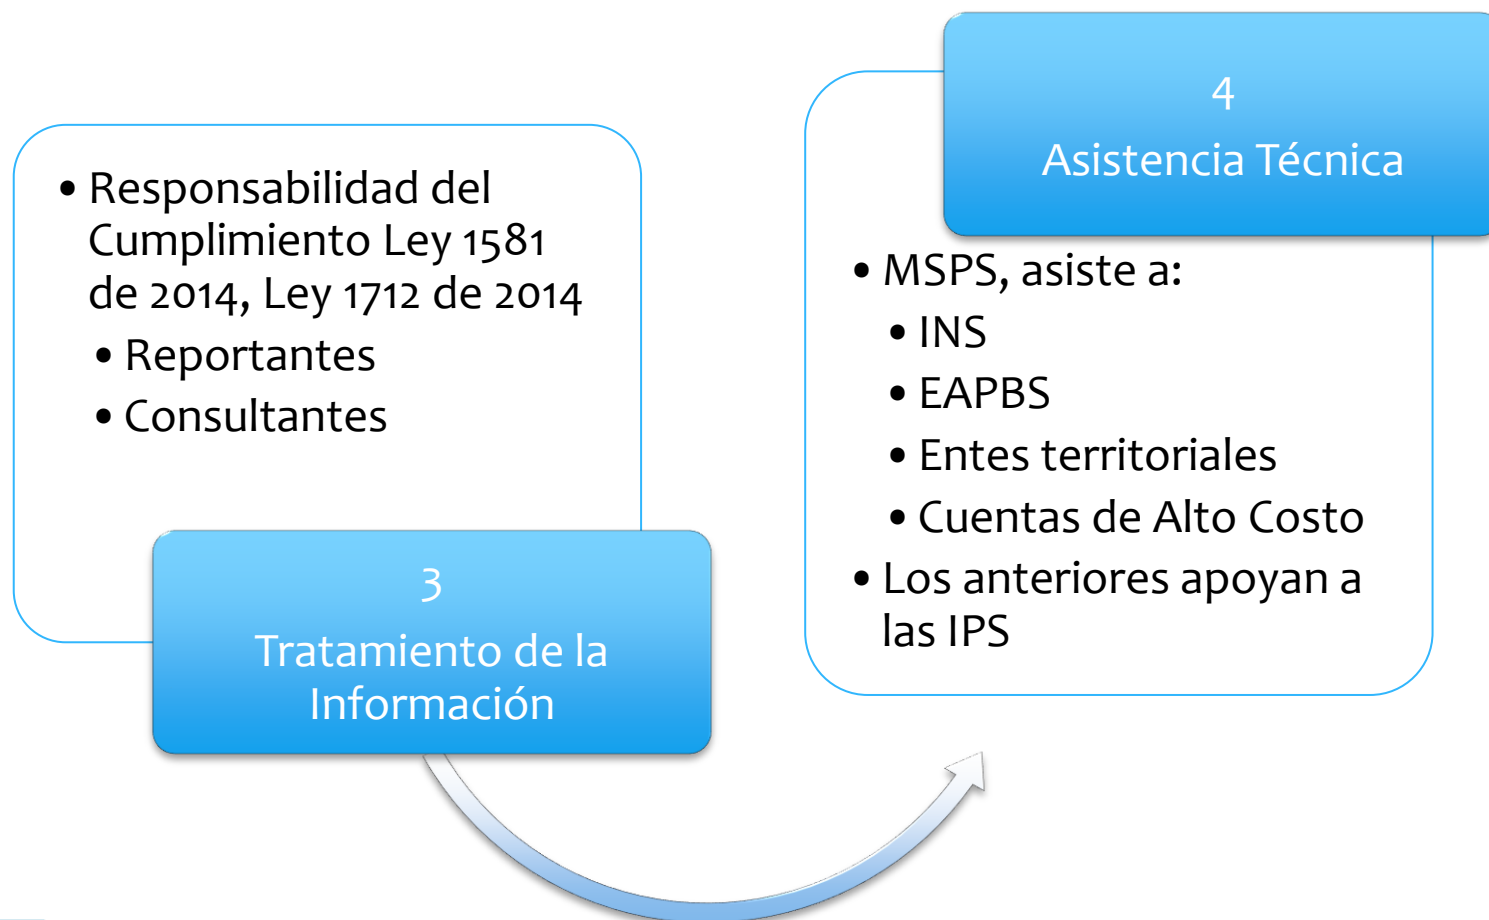 • Responsabilidad del
Cumplimiento Ley 1581
de 2014, Ley 1712 de 2014
• Reportantes
• Consultantes
3
Tratamiento de la
Información
4
Asistencia Técnica
• MSPS, asiste a:
• INS
• EAPBS
• Entes territoriales
• Cuentas de Alto Costo
• Los anteriores apoyan a
las IPS